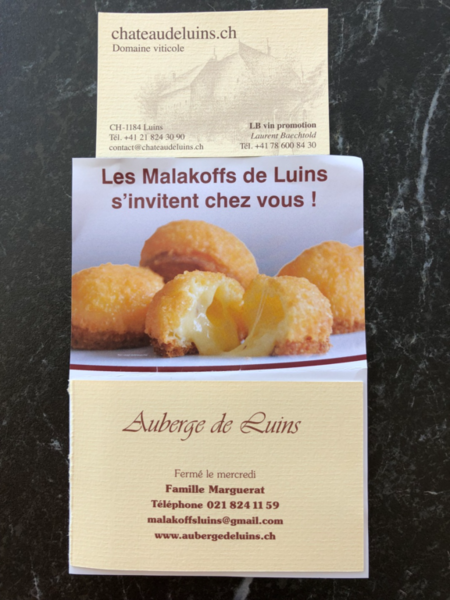 chateaudeluins.ch
Domaine viticole
CH-1184 Luins
Tél. +41 21 824 30 90
contact@chateaudeluins.ch
LB vin promotion
Laurent Baechtold
Tél. +41 78 600 84 30
Les Malakoffs de Luins
s'invitent chez vous !
Auberge de Luins
Fermé le mercredi
Famille Marguerat
Téléphone 021 824 11 59
malakoffsluins@gmail.com
www.aubergedeluins.ch